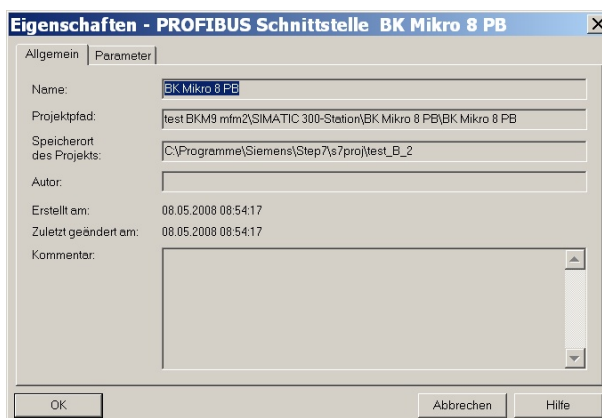 Eigenschaften - PROFIBUS Schnittstelle BK Mikro 8 PB
Allgemein
Parameter
Name:
BK Mikro 8 PB
Projektpfad:
test BKM9 mfm2\SIMATIC 300-Station\BK Mikro 8 PB\BK Mikro 8 PB
Speicherort
des Projekts:
C:\Programme\Siemens\Step7\s7proj\test_B_2
Autor:
Erstellt am:
08.05.2008 08:54:17
Zuletzt geändert am:
08.05.2008 08:54:17
Kommentar:
OK
Abbrechen
Hilfe